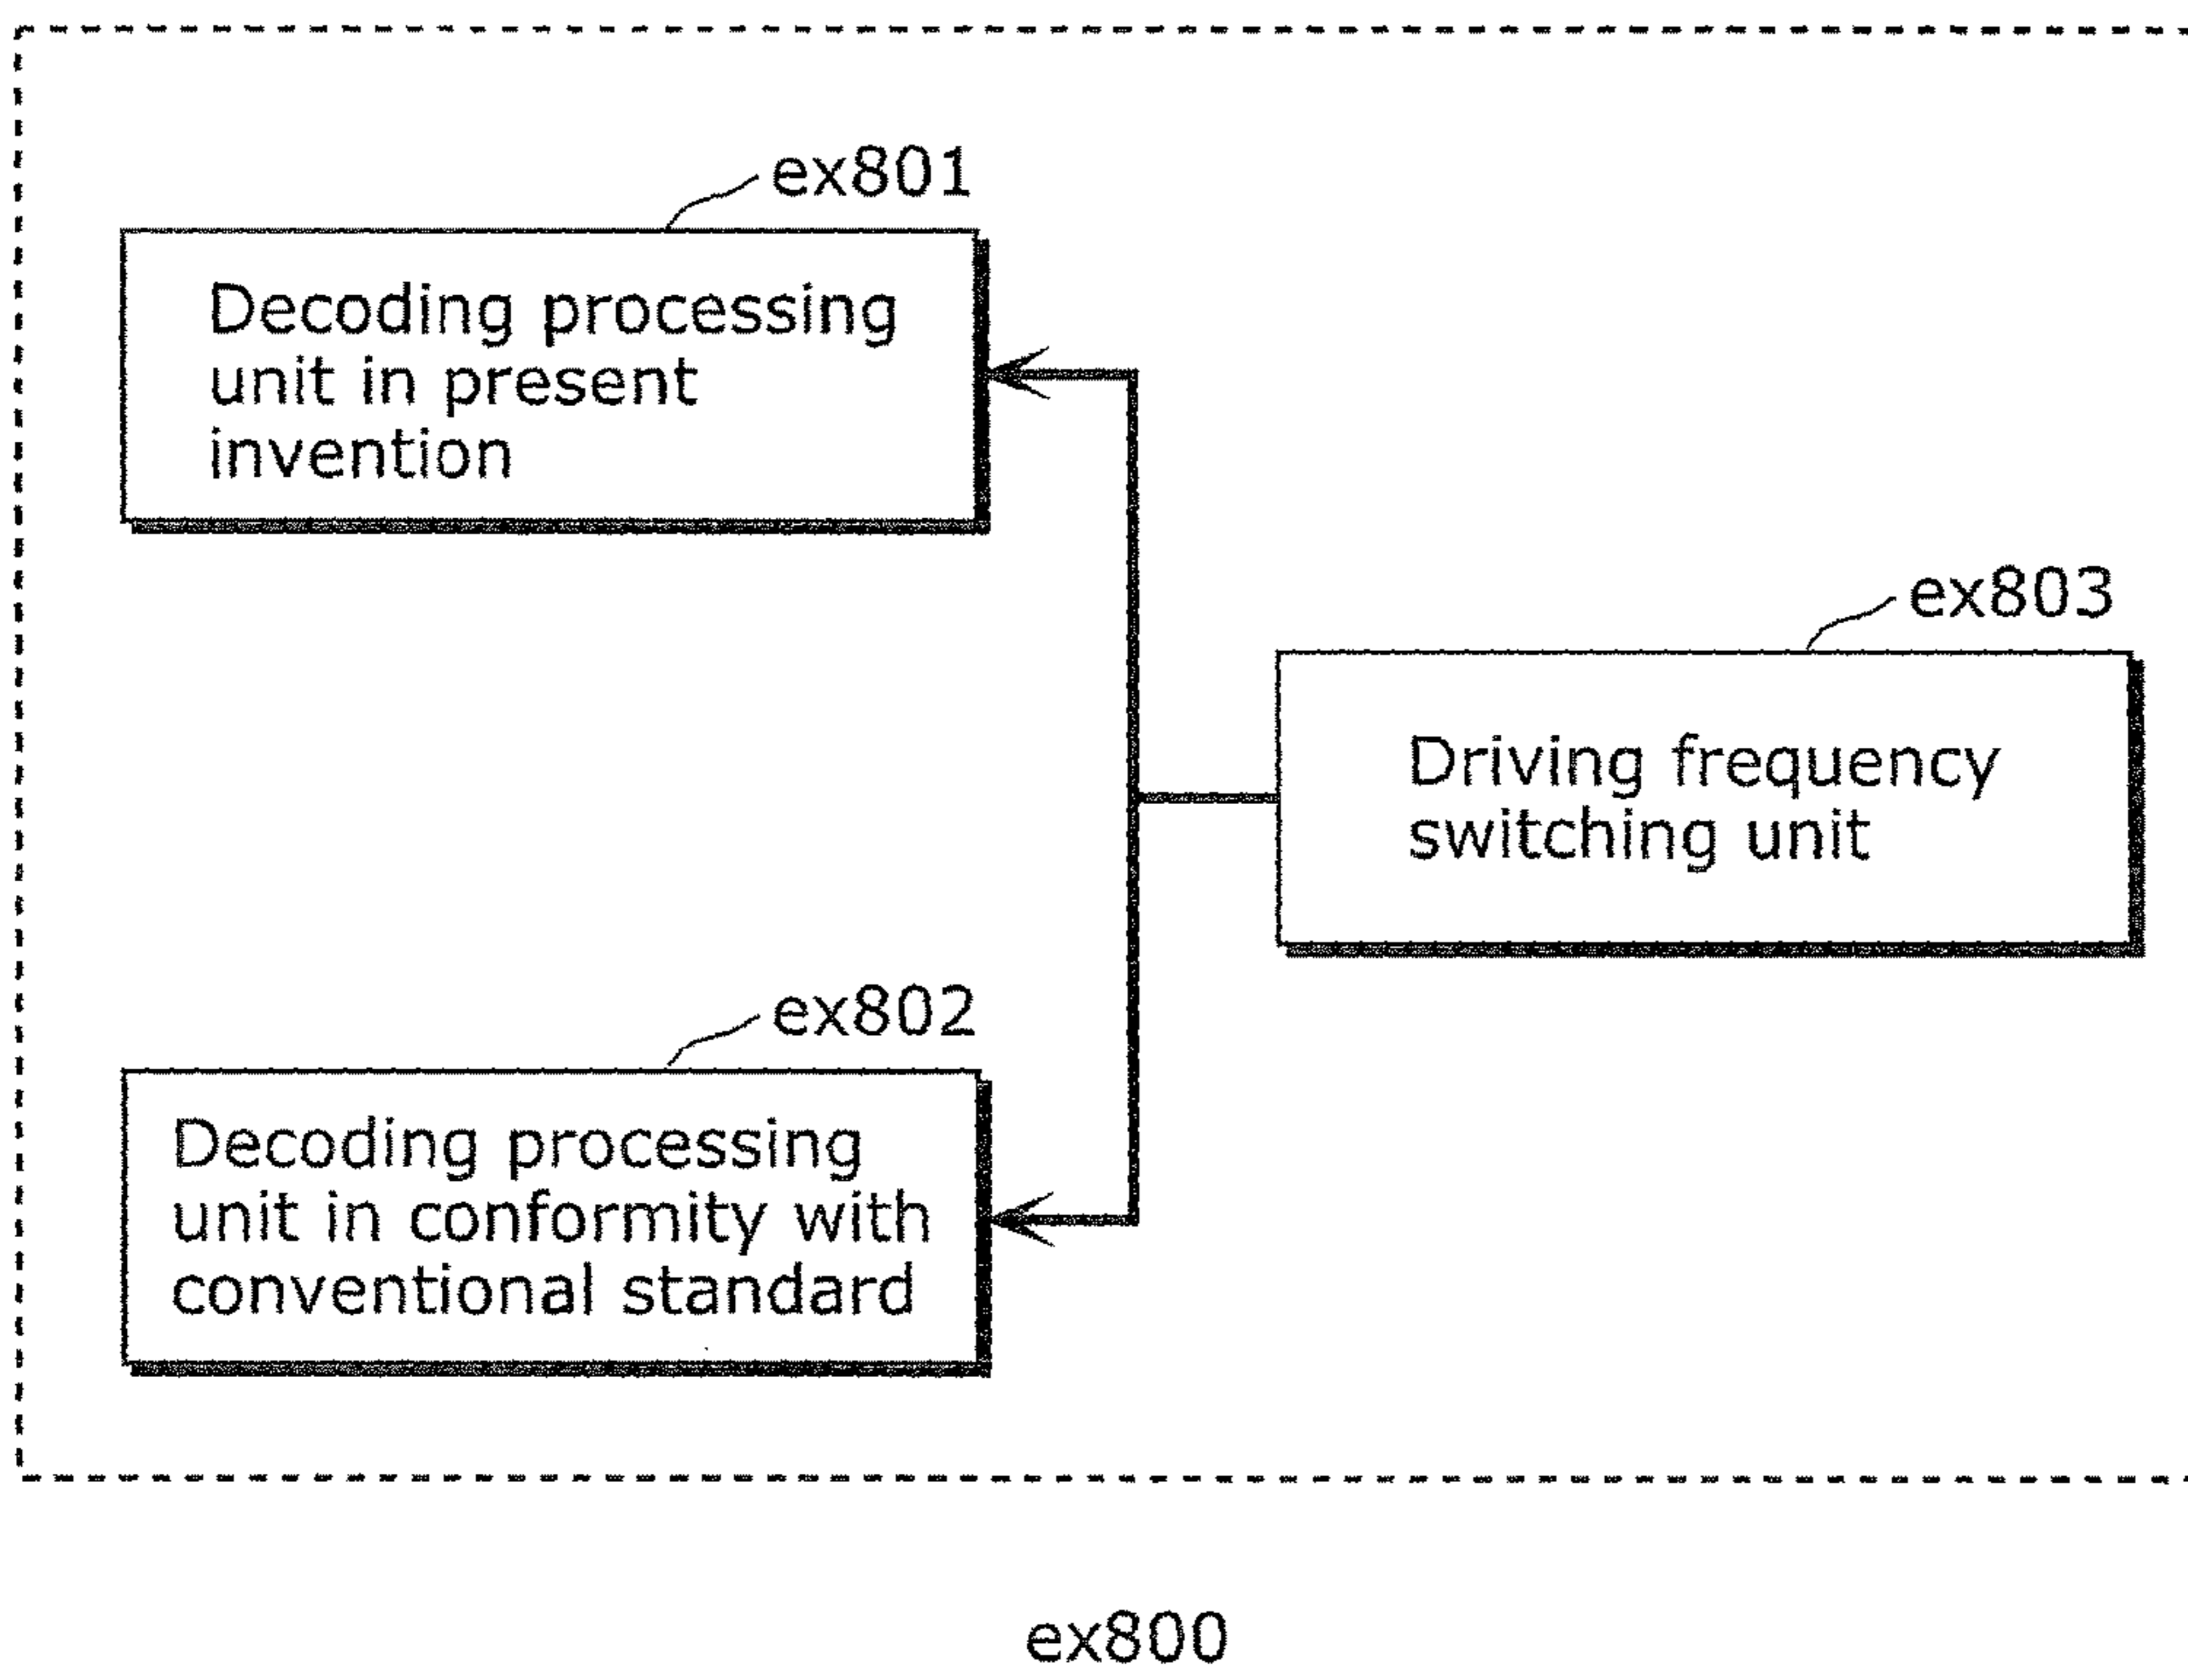 ex801
Decoding processing
unit in present
invention
ex803
Driving frequency
switching unit
ex802
Decoding processing
unit in conformity with
conventional standard
ex800